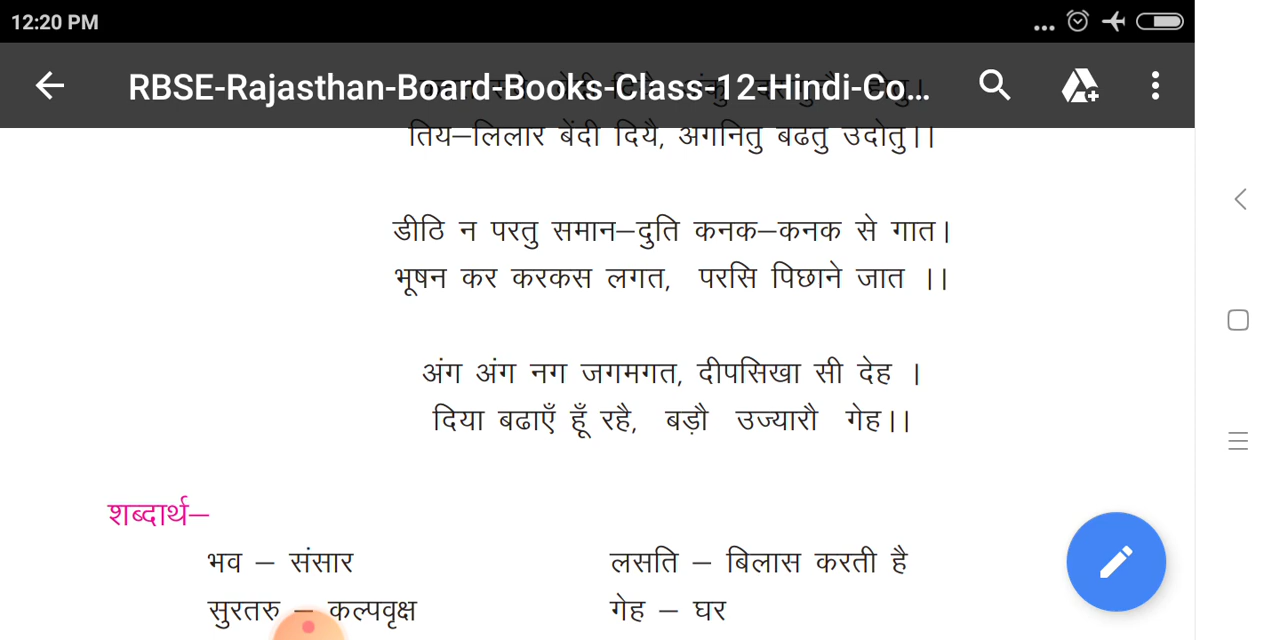 12:20 PM
RBSE-Rajasthan-Board-Books-Class-12-Hindi-Co...
तिय–लिलार बेंदी दियै, अगनितु बढतु उदोतु।।
डीठि न परतु समान–दुति कनक–कनक से गात।
भूषन कर करकस लगत, परसि पिछाने जात ।।
अंग अंग नग जगमगत, दीपसिखा सी देह ।
दिया बढाएँ हूँ रहै, बड़ौ उज्यारौ गेह।।
शब्दार्थ–
भव – संसार लसति – बिलास करती है
सुरतरु – कल्पवृक्ष गेह – घर